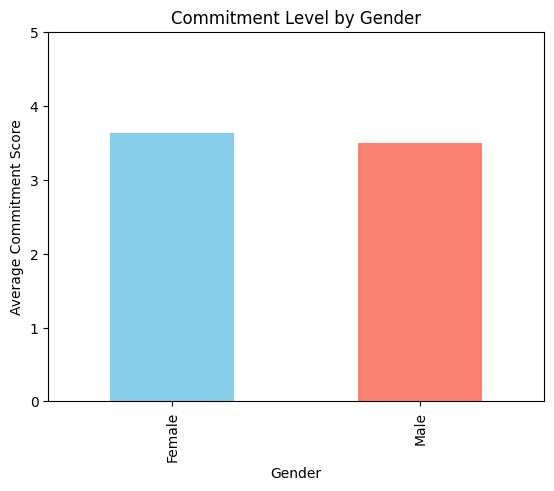 Commitment Level by Gender
5
4
3
2
1
0
Average Commitment Score
Female
Male
Gender